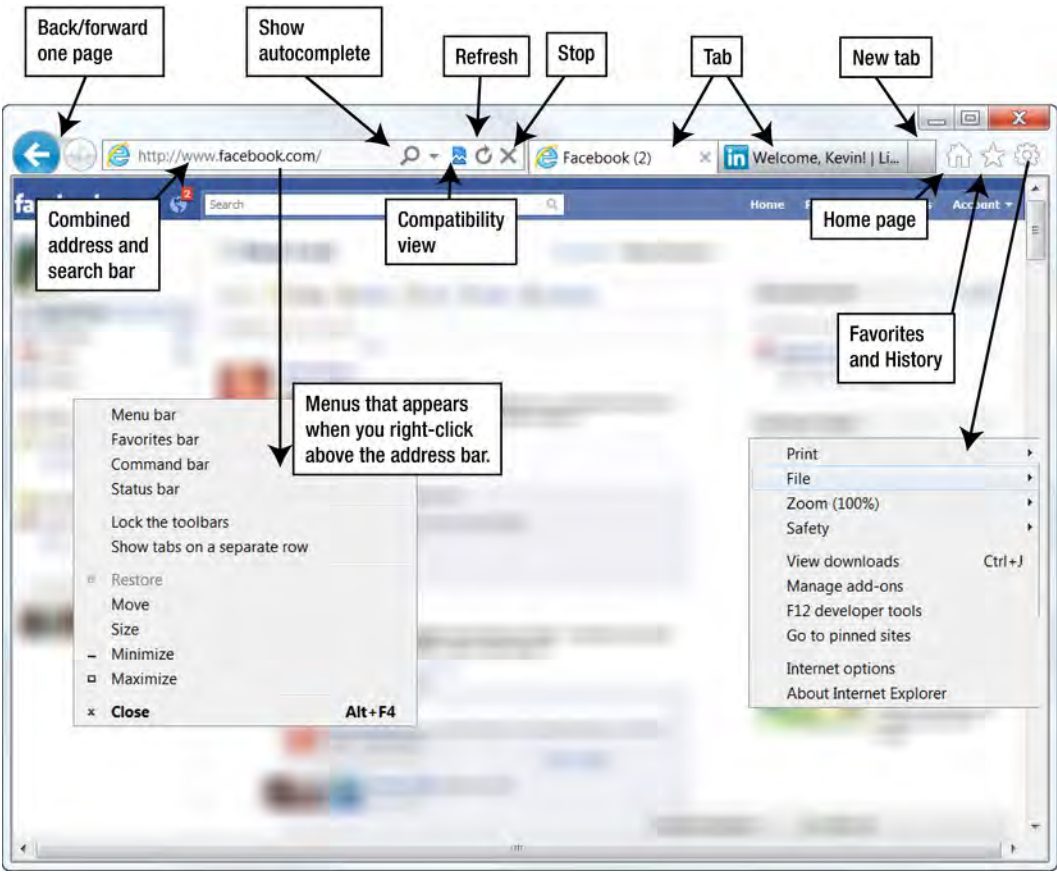 Back/forward
one page
Show
autocomplete
Refresh
Stop
Tab
New tab
http://www.facebook.com/
Facebook (2)
in Welcome, Kevin! | Li...
2
Search
Home
Account
Combined
address and
search bar
Compatibility
view
Home page
Favorites
and History
Menus that appears
when you right-click
above the address bar.
Menu bar
Favorites bar
Command bar
Status bar
Lock the toolbars
Show tabs on a separate row
Restore
Move
Size
Minimize
Maximize
Close Alt+F4
Print
File
Zoom (100%)
Safety
View downloads Ctrl+J
Manage add-ons
F12 developer tools
Go to pinned sites
Internet options
About Internet Explorer